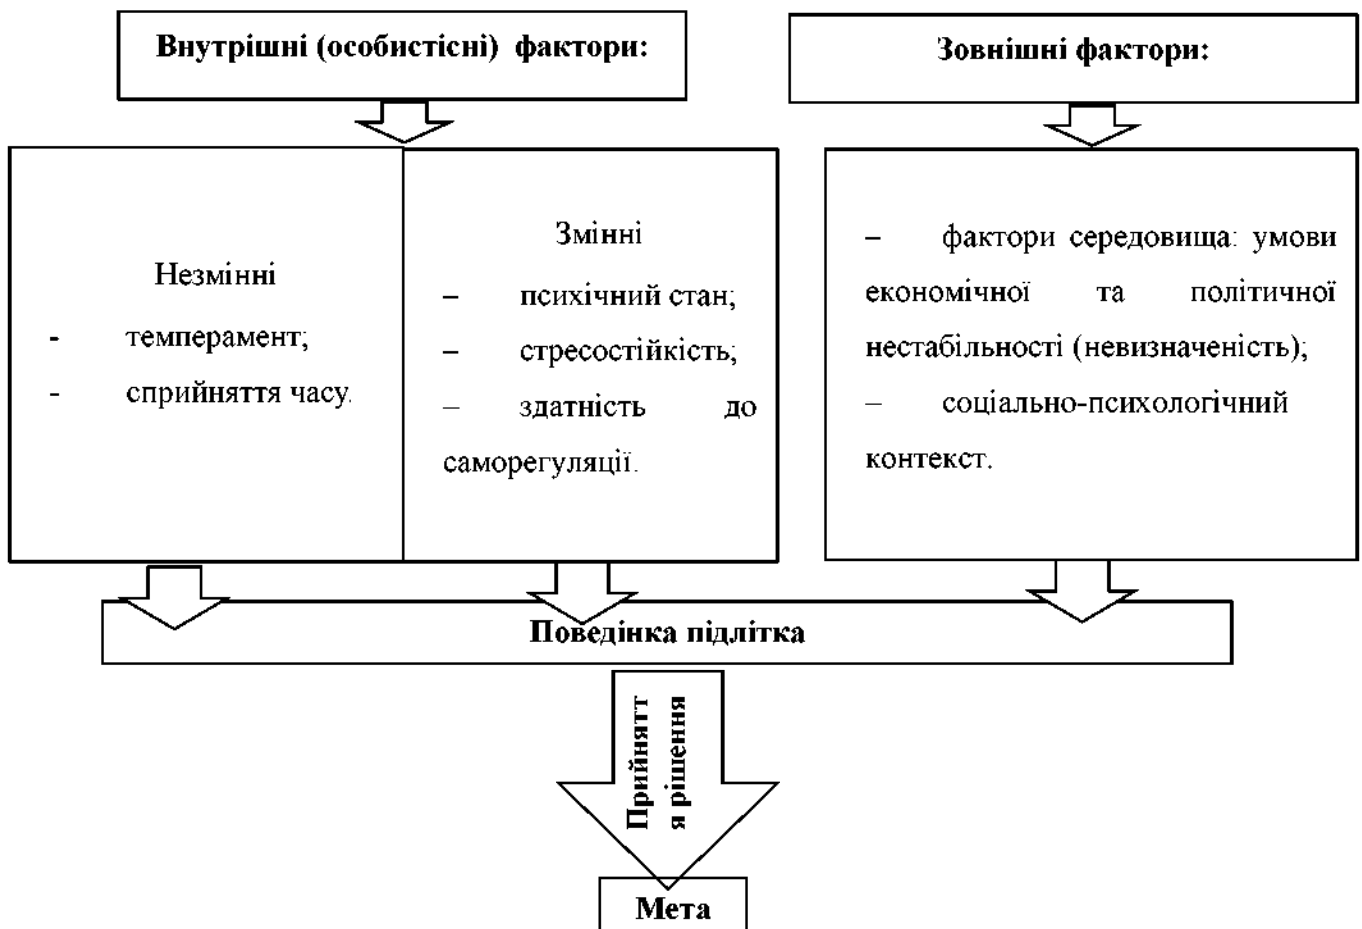 Внутрішні (особистісні) фактори:
Зовнішні фактори:
Незмінні
- темперамент;
- сприйняття часу.
Змінні
– психічний стан;
– стресостійкість;
– здатність до
саморегуляції.
– фактори середовища: умови
економічної та політичної
нестабільності (невизначеність);
– соціально-психологічний
контекст.
Поведінка підлітка
Прийнятт
я рішення
Мета